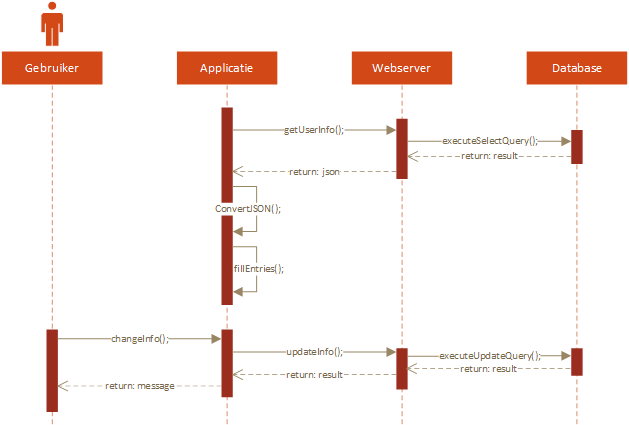 Gebruiker
Applicatie
Webserver
Database
getUserInfo();
executeSelectQuery();
return: result
return: json
ConvertJSON();
fillEntries();
changeInfo();
updateInfo();
executeUpdateQuery();
return: result
return: result
return: message